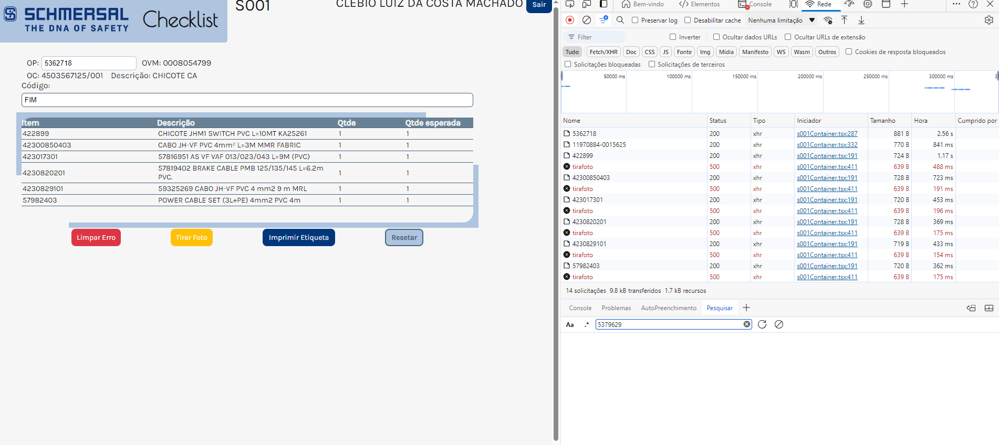 SCHMERSAL
THE DNA OF SAFETY
Checklist
S001
CLEBIO LUIZ DA COSTA MACHADO
Sair
OP: 5362718 OVM: 0008054799
OC: 4503567125/001 Descrição: CHICOTE CA
Código:
FIM
Item Descrição Qtde Qtde esperada
422899 CHICOTE JHM1 SWITCH PVC L=10MT KA25261 1 1
42300850403 CABO JH-VF PVC 4mm² L=3M MMR FABRIC 1 1
423017301 57816951 AS VF VAF 013/023/043 L=9M (PVC) 1 1
4230820201 57819402 BRAKE CABLE PMB 125/135/145 L=6.2m PVC. 1 1
4230829101 59325269 CABO JH-VF PVC 4 mm2 9 m MRL 1 1
57982403 POWER CABLE SET (3L+PE) 4mm2 PVC 4m 1 1
Limpar Erro Tirar Foto Imprimir Etiqueta Resetar
Bem-vindo Elementos Console Rede
Preservar log Desabilitar cache Nenhuma limitação
Filter Inverter Ocultar dados URLs Ocultar URLs de extensão
Tudo Fetch/XHR Doc CSS JS Fonte Img Mídia Manifesto WS Wasm Outros Cookies de resposta bloqueados
Solicitações bloqueadas Solicitações de terceiros
50000 ms 100000 ms 150000 ms 200000 ms 250000 ms 300000 ms 3
Nome Status Tipo Iniciador Tamanho Hora Cumprido por
5362718 200 xhr s001Container.tsx:287 881 B 2.56 s
11970884-0015625 200 xhr s001Container.tsx:332 770 B 841 ms
422899 200 xhr s001Container.tsx:191 724 B 1.17 s
tirafoto 500 xhr s001Container.tsx:411 639 B 488 ms
42300850403 200 xhr s001Container.tsx:191 728 B 723 ms
tirafoto 500 xhr s001Container.tsx:411 639 B 191 ms
423017301 200 xhr s001Container.tsx:191 720 B 453 ms
tirafoto 500 xhr s001Container.tsx:411 639 B 196 ms
4230820201 200 xhr s001Container.tsx:191 728 B 369 ms
tirafoto 500 xhr s001Container.tsx:411 639 B 175 ms
4230829101 200 xhr s001Container.tsx:191 719 B 433 ms
tirafoto 500 xhr s001Container.tsx:411 639 B 154 ms
57982403 200 xhr s001Container.tsx:191 720 B 362 ms
tirafoto 500 xhr s001Container.tsx:411 639 B 175 ms
14 solicitações 9.8 kB transferidos 1.7 kB recursos
Console Problemas AutoPreenchimento Pesquisar
Aa .* 5379629